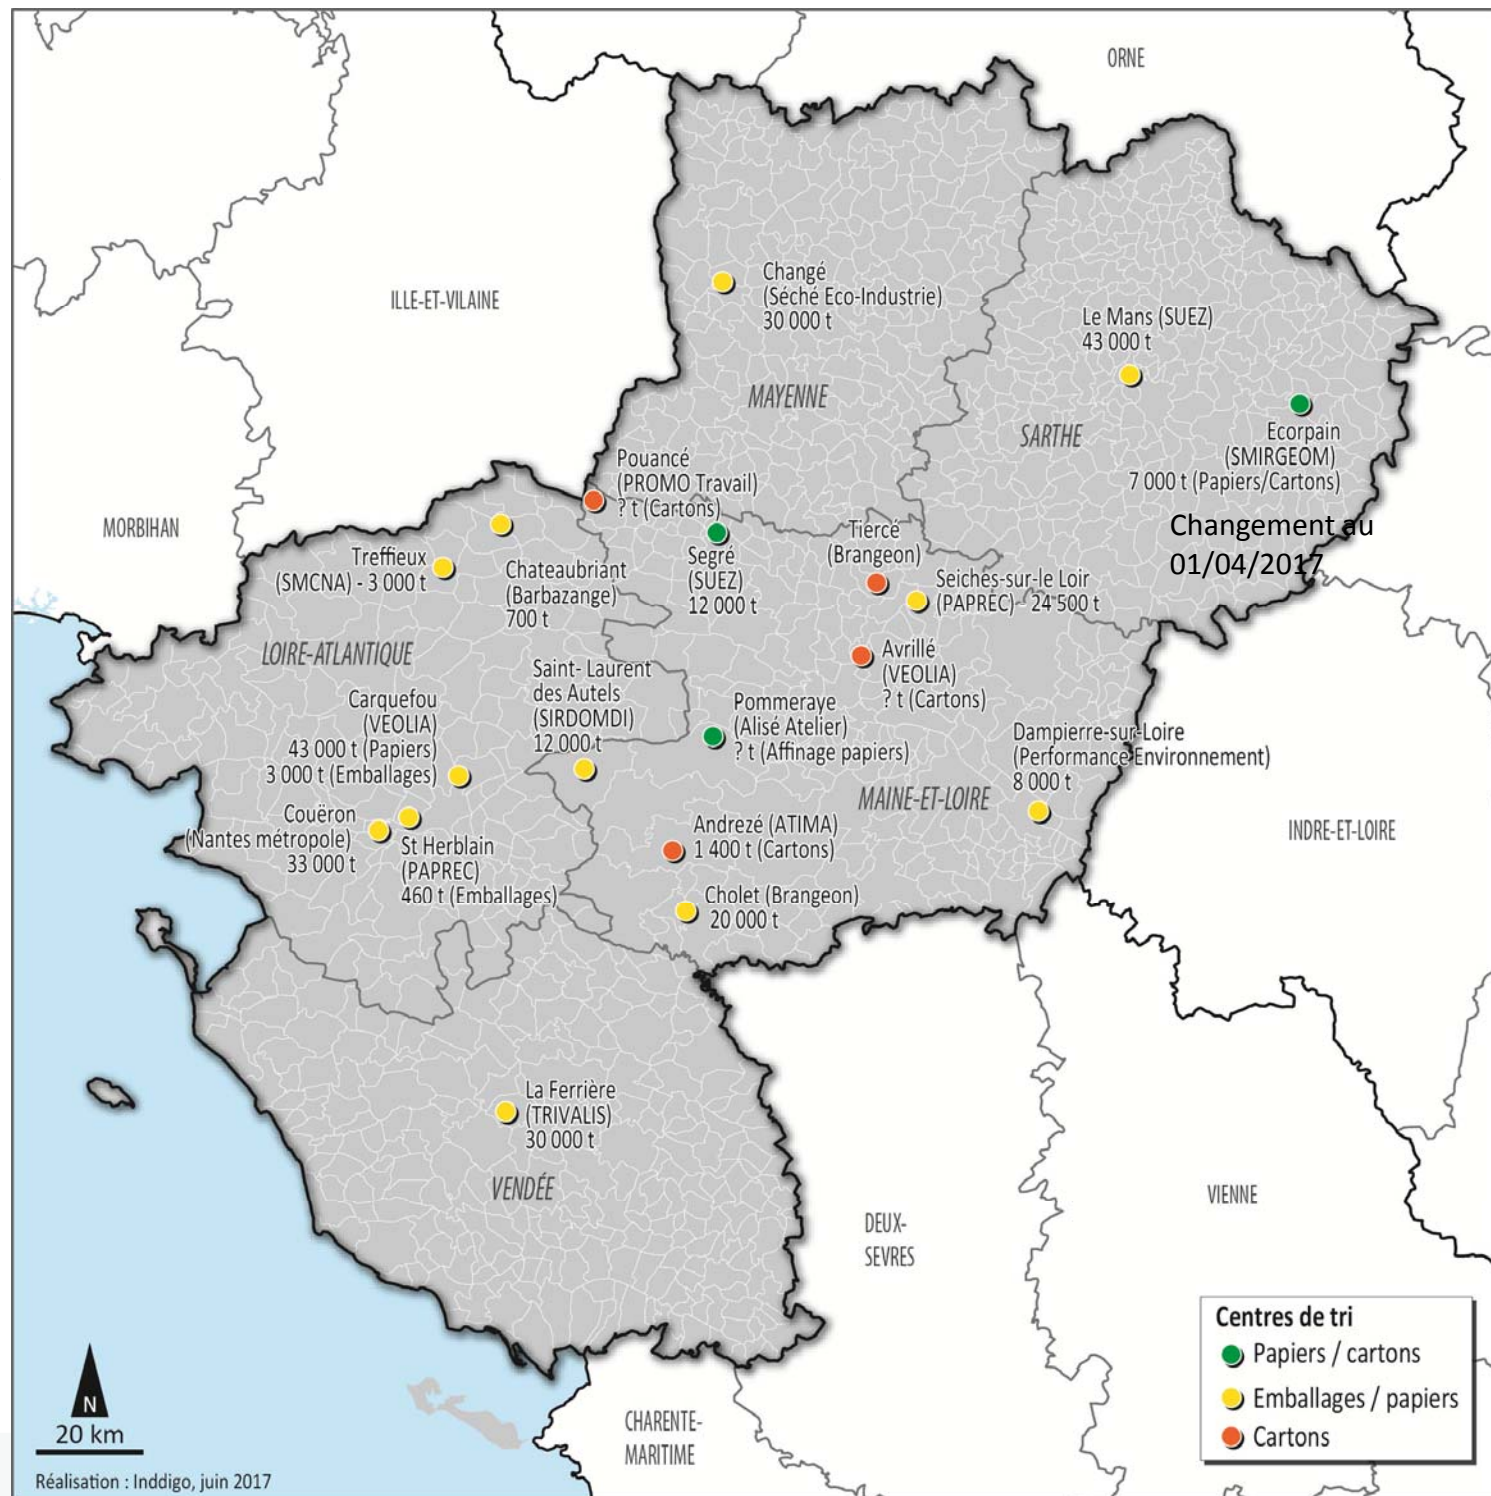 ORNE
ILLE-ET-VILAINE
Changé
(Séché Eco-Industrie)
30 000 t
Le Mans (SUEZ)
43 000 t
MAYENNE
SARTHE
Ecorpain
(SMIRGEOM)
7 000 t (Papiers/Cartons)
Changement au
01/04/2017
Pouancé
(PROMO Travail)
? t (Cartons)
MORBIHAN
Treffieux
(SMCNA) - 3 000 t
Chateaubriant
(Barbazange)
700 t
Segré
(SUEZ)
12 000 t
Tiercé
(Brangeon)
Seiches-sur-le Loir
(PAPREC) - 24 500 t
LOIRE-ATLANTIQUE
Avrillé
(VEOLIA)
? t (Cartons)
Saint- Laurent
des Autels
(SIRDOMDI)
12 000 t
Carquefou
(VEOLIA)
43 000 t (Papiers)
3 000 t (Emballages)
Pommeraye
(Alisé Atelier)
? t (Affinage papiers)
Dampierre-sur-Loire
(Performance Environnement)
8 000 t
MAINE-ET-LOIRE
INDRE-ET-LOIRE
Couëron
(Nantes métropole)
33 000 t
St Herblain
(PAPREC)
460 t (Emballages)
Andrezé (ATIMA)
1 400 t (Cartons)
Cholet (Brangeon)
20 000 t
La Ferrière
(TRIVALIS)
30 000 t
VENDÉE
DEUX-
SEVRES
VIENNE
CHARENTE-
MARITIME
Centres de tri
Papiers / cartons
Emballages / papiers
Cartons
N
20 km
Réalisation : Inddigo, juin 2017